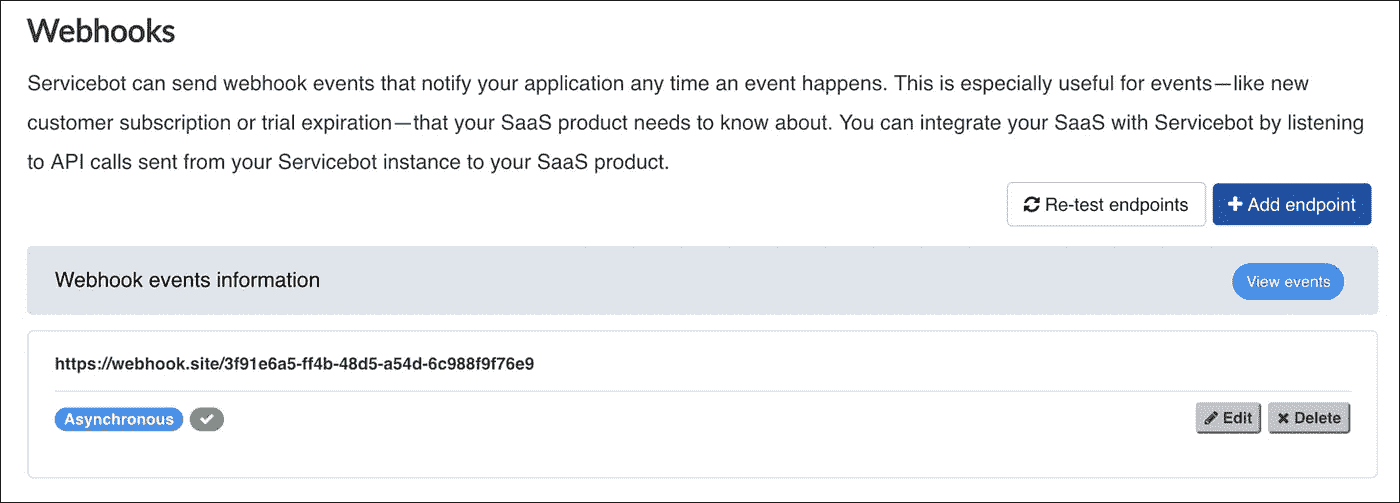 Webhooks
Servicebot can send webhook events that notify your application any time an event happens. This is especially useful for events—like new
customer subscription or trial expiration—that your SaaS product needs to know about. You can integrate your SaaS with Servicebot by listening
to API calls sent from your Servicebot instance to your SaaS product.
Re-test endpoints Add endpoint
Webhook events information View events
https://webhook.site/3f91e6a5-ff4b-48d5-a54d-6c988f9f76e9
Asynchronous Edit Delete